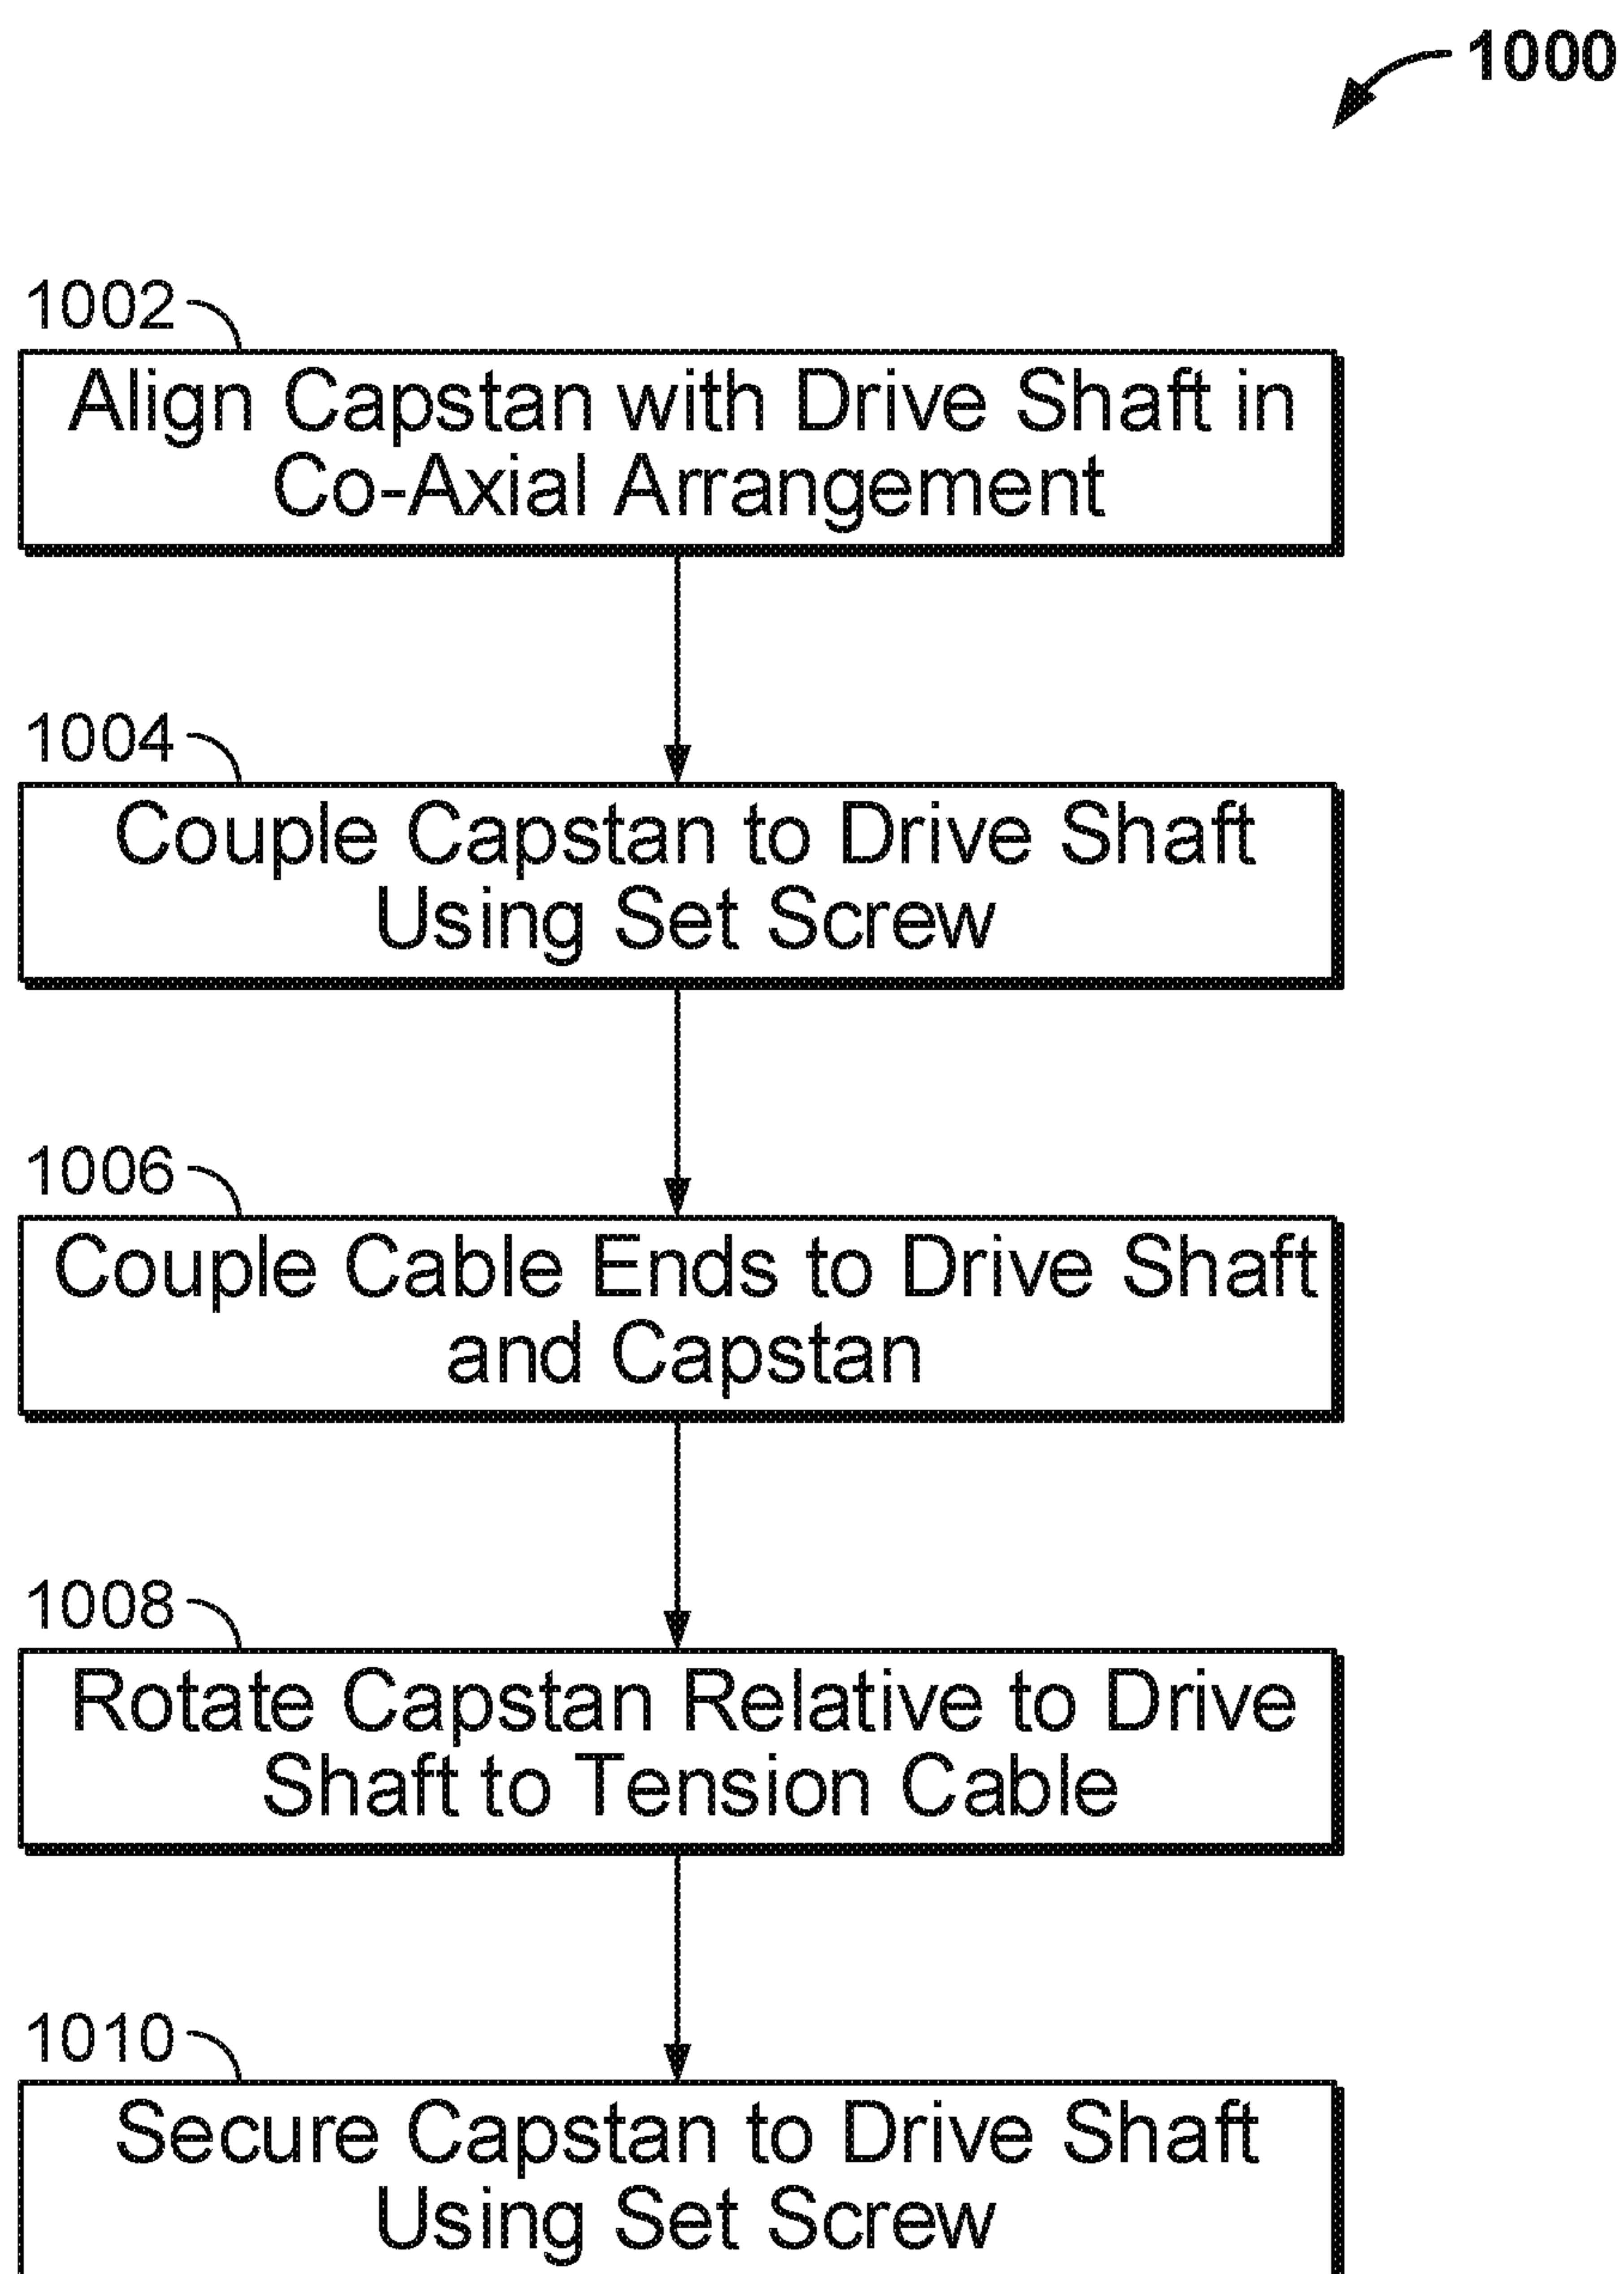 1000
1002
Align Capstan with Drive Shaft in
Co-Axial Arrangement
1004
Couple Capstan to Drive Shaft
Using Set Screw
1006
Couple Cable Ends to Drive Shaft
and Capstan
1008
Rotate Capstan Relative to Drive
Shaft to Tension Cable
1010
Secure Capstan to Drive Shaft
Using Set Screw